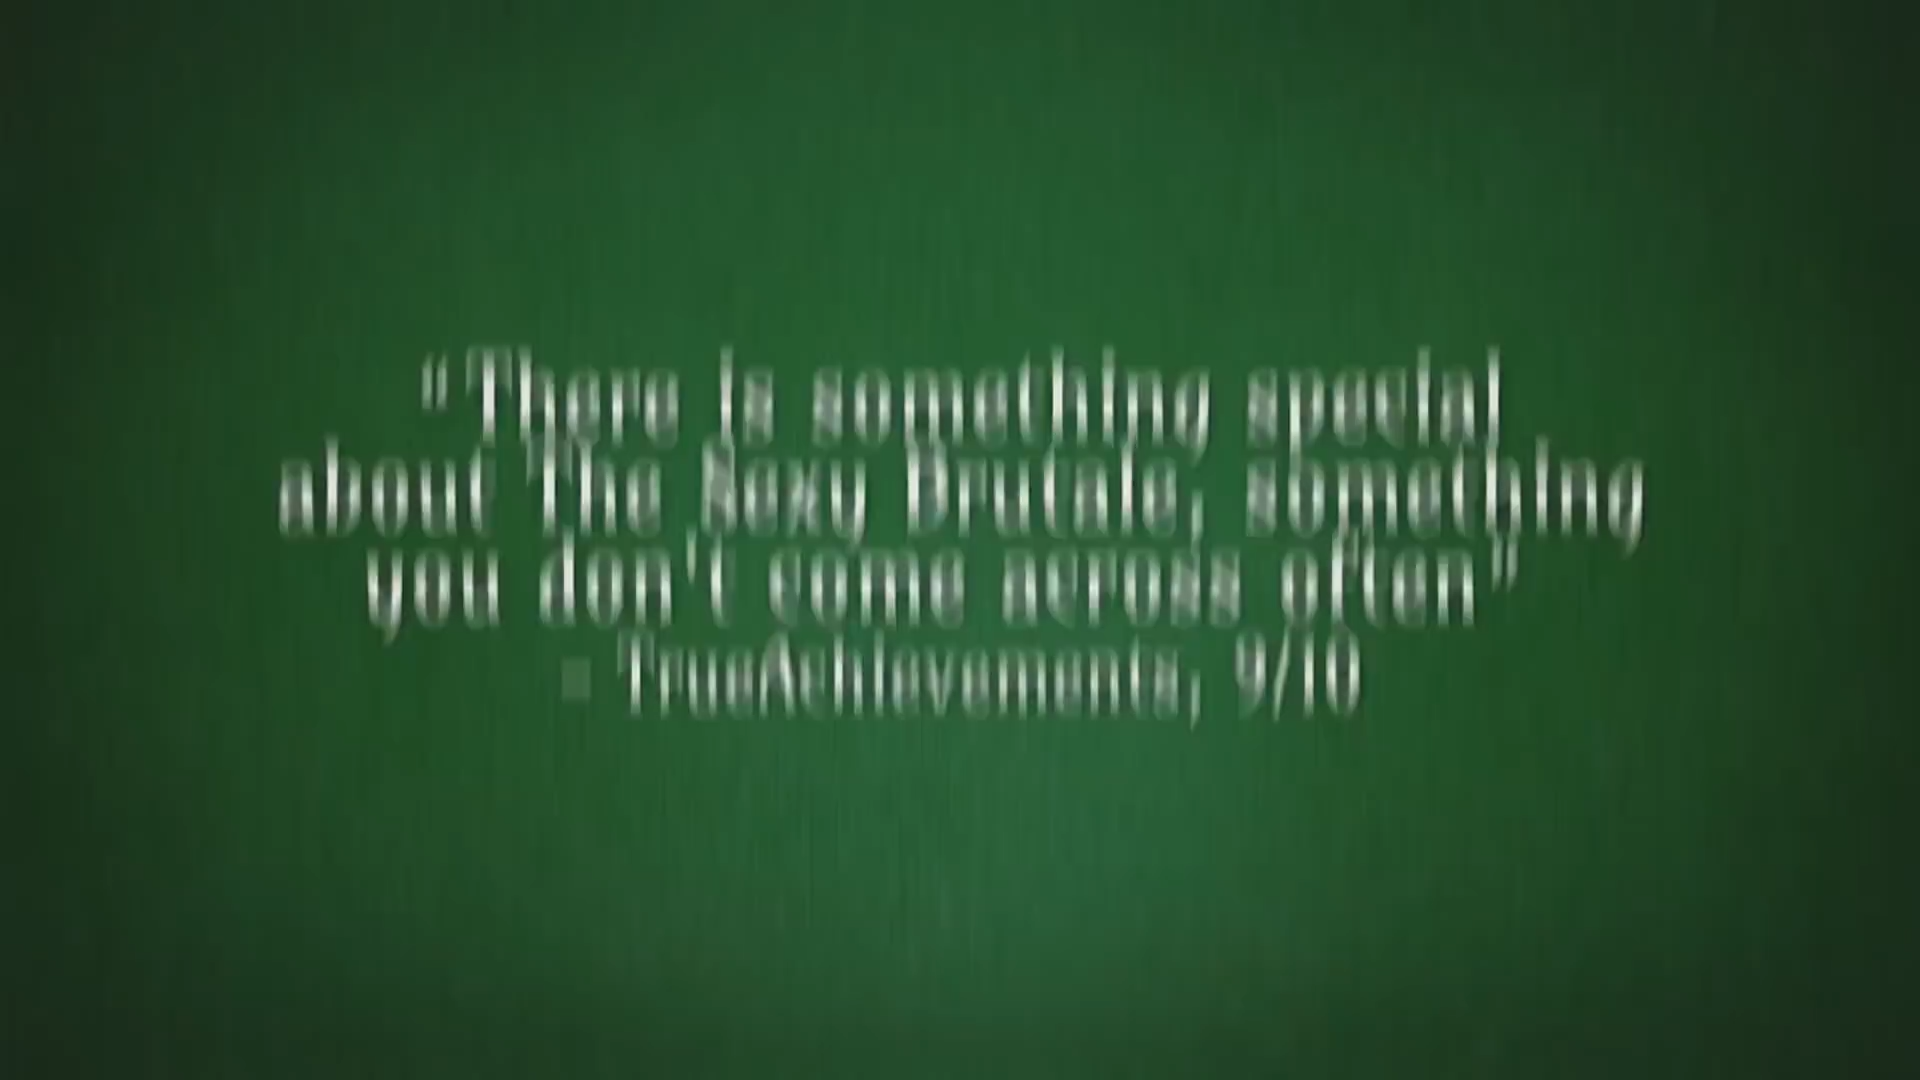 "There is something special
about The Sexy Brutale, something
you don't come across often"
- TrueAchievements, 9/10